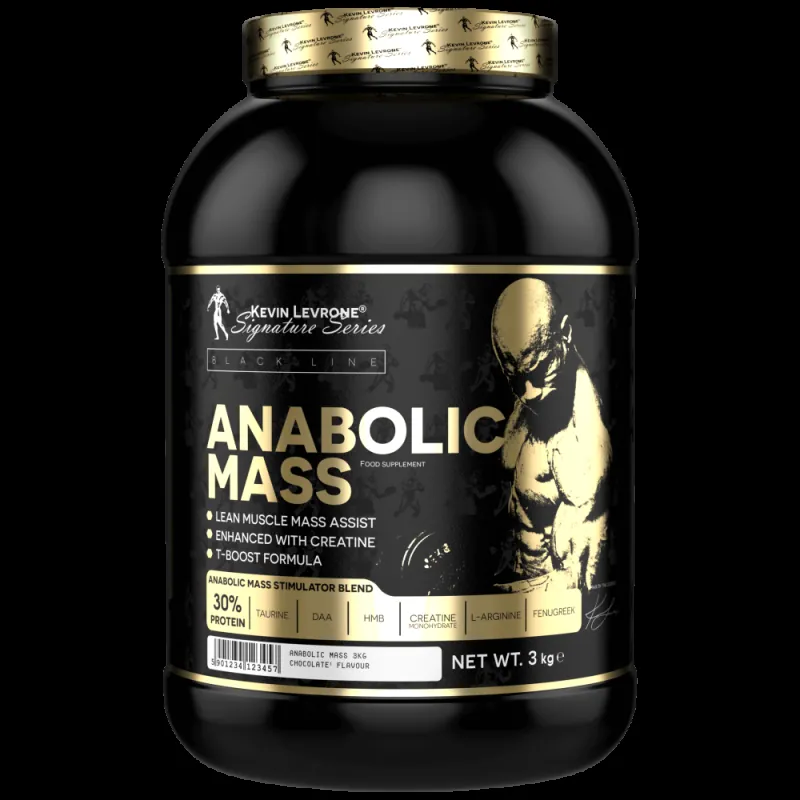 KEVIN LEVRONE®
Signature Series
BLACK LINE
ANABOLIC
MASS
FOOD SUPPLEMENT
LEAN MUSCLE MASS ASSIST
ENHANCED WITH CREATINE
T-BOOST FORMULA
ANABOLIC MASS STIMULATOR BLEND
30%
PROTEIN
TAURINE
DAA
HMB
CREATINE
MONOHYDRATE
L-ARGININE
FENUGREEK
5901234 123457
ANABOLIC MASS 3KG
CHOCOLATE FLAVOUR
NET WT. 3 kg e